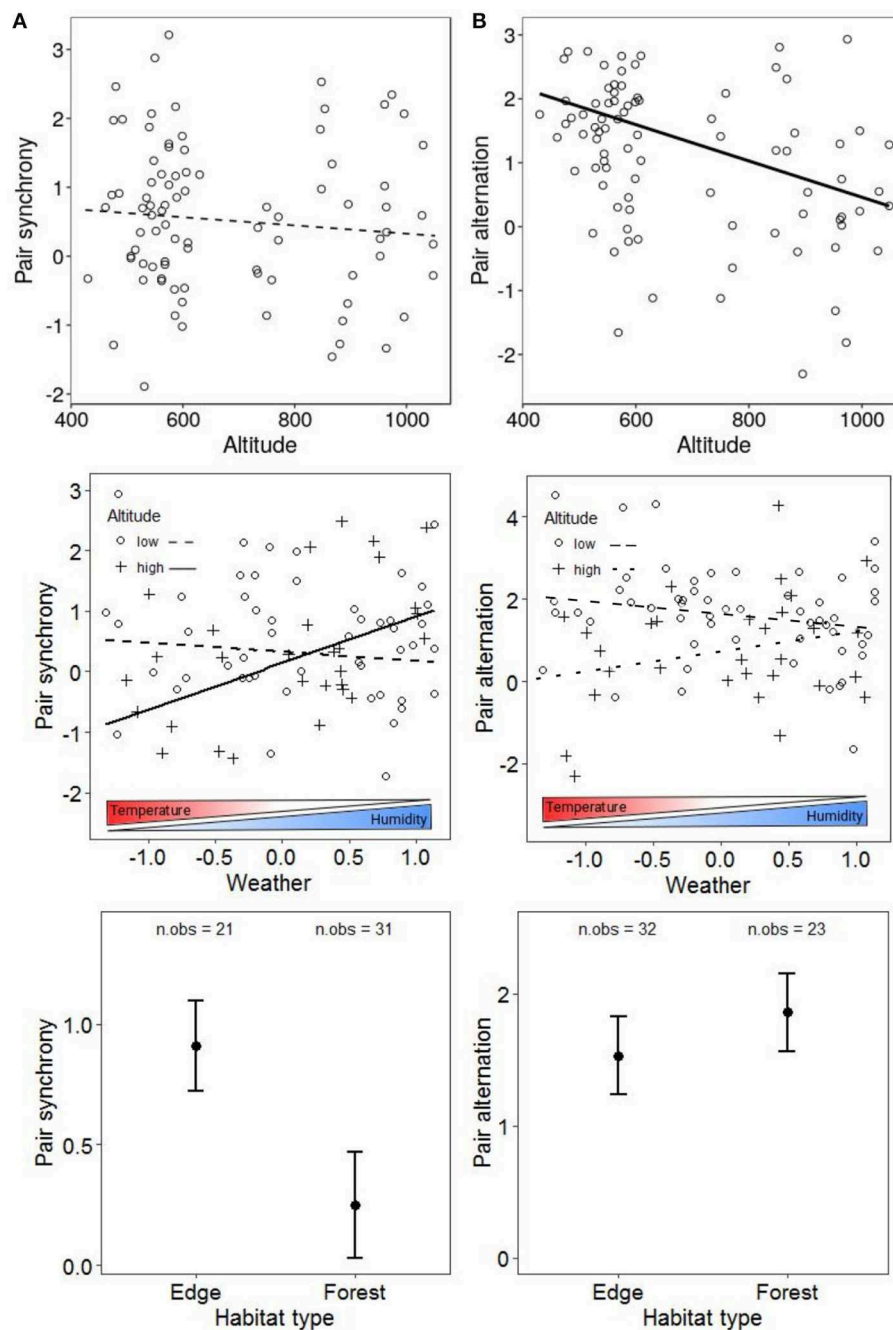 A
B
3
2
1
0
-1
-2
Pair synchrony
400
600
800
1000
Altitude
3
2
1
0
-1
-2
Pair alternation
400
600
800
1000
Altitude
3
2
1
0
-1
-2
Pair synchrony
Altitude
low
high
Temperature
Humidity
-1.0
-0.5
0.0
0.5
1.0
Weather
4
2
0
-2
Pair alternation
Altitude
low
high
Temperature
Humidity
-1.0
-0.5
0.0
0.5
1.0
Weather
n.obs = 21
n.obs = 31
1.0
0.5
0.0
Pair synchrony
Edge
Forest
Habitat type
n.obs = 32
n.obs = 23
2
1
0
Pair alternation
Edge
Forest
Habitat type